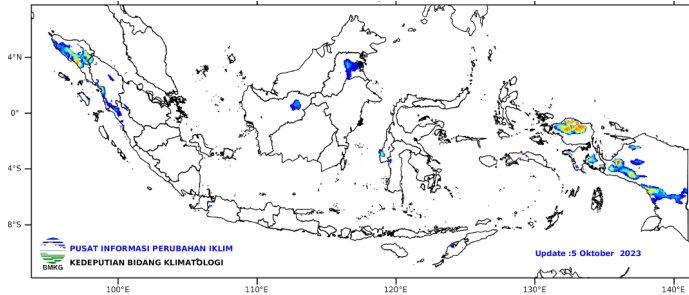 4°N
0°
4°S
8°S
PUSAT INFORMASI PERUBAHAN IKLIM
KEDEPUTIAN BIDANG KLIMATOLOGI
BMKG
Update :5 Oktober 2023
100°E
110°E
120°E
130°E
140°E